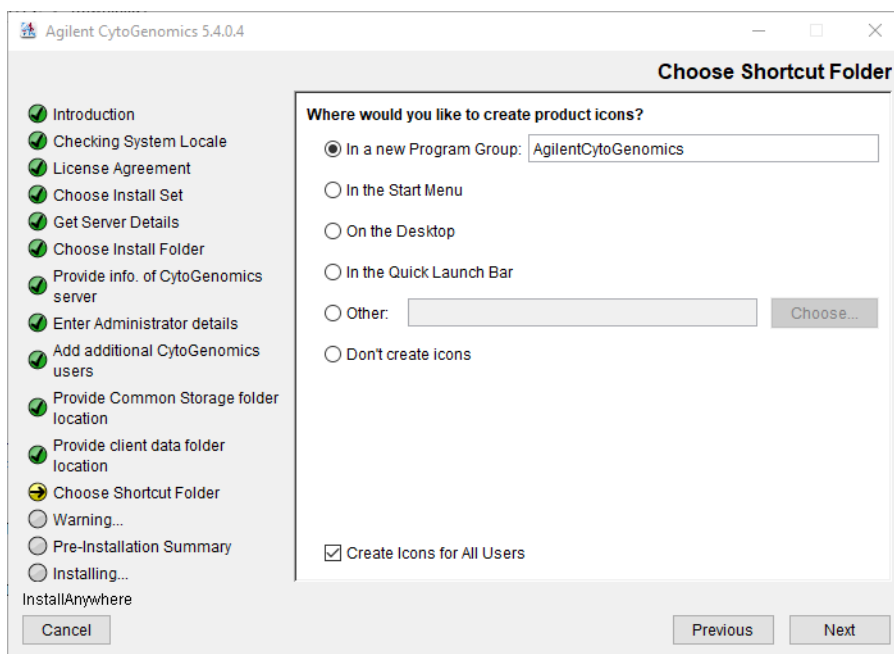 Agilent CytoGenomics 5.4.0.4
Choose Shortcut Folder
Introduction
Checking System Locale
License Agreement
Choose Install Set
Get Server Details
Choose Install Folder
Provide info. of CytoGenomics
server
Enter Administrator details
Add additional CytoGenomics
users
Provide Common Storage folder
location
Provide client data folder
location
Choose Shortcut Folder
Warning...
Pre-Installation Summary
Installing...
Where would you like to create product icons?
In a new Program Group: AgilentCytoGenomics
In the Start Menu
On the Desktop
In the Quick Launch Bar
Other: Choose...
Don't create icons
Create Icons for All Users
InstallAnywhere
Cancel Previous Next